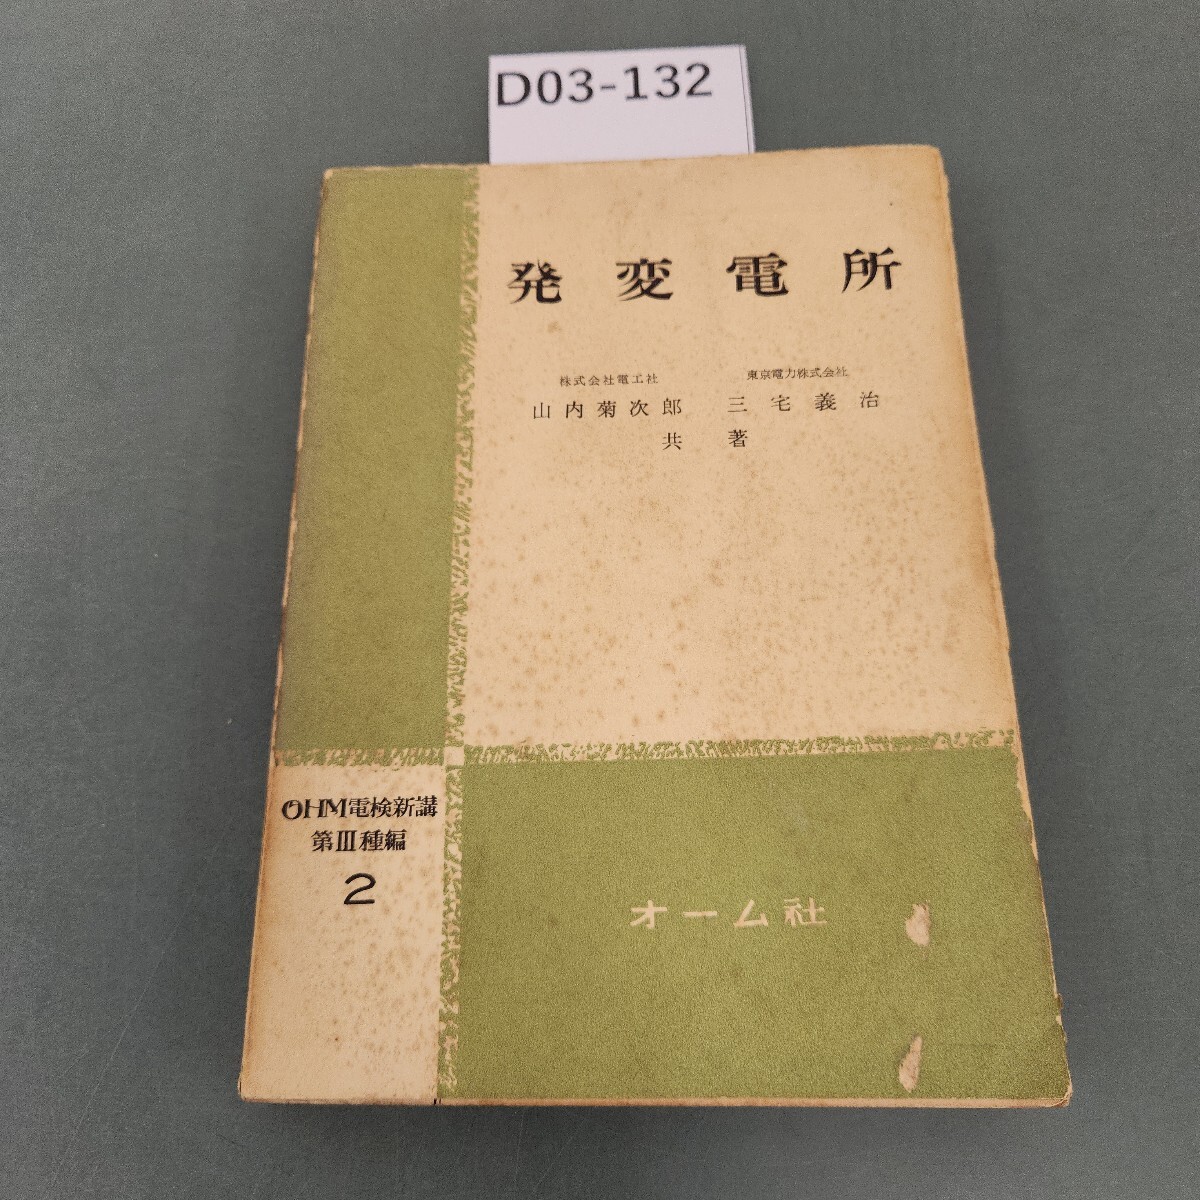 D03-132
発変電所
株式会社電工社
山内菊次郎
東京電力株式会社
三宅義治
共著
OHM電検新講
第III種編
2
オーム社